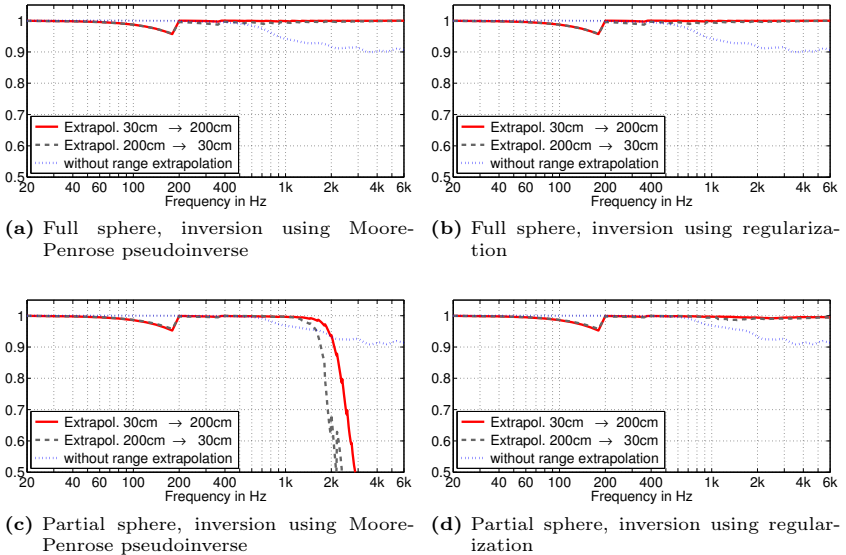 1
0.9
0.8
0.7
0.6
0.5
Extrapol. 30cm → 200cm
Extrapol. 200cm → 30cm
without range extrapolation
20 40 60 100 200 400 1k 2k 4k 6k
Frequency in Hz
(a) Full sphere, inversion using Moore-
Penrose pseudoinverse
1
0.9
0.8
0.7
0.6
0.5
Extrapol. 30cm → 200cm
Extrapol. 200cm → 30cm
without range extrapolation
20 40 60 100 200 400 1k 2k 4k 6k
Frequency in Hz
(b) Full sphere, inversion using regulariza-
tion
1
0.9
0.8
0.7
0.6
0.5
Extrapol. 30cm → 200cm
Extrapol. 200cm → 30cm
without range extrapolation
20 40 60 100 200 400 1k 2k 4k 6k
Frequency in Hz
(c) Partial sphere, inversion using Moore-
Penrose pseudoinverse
1
0.9
0.8
0.7
0.6
0.5
Extrapol. 30cm → 200cm
Extrapol. 200cm → 30cm
without range extrapolation
20 40 60 100 200 400 1k 2k 4k 6k
Frequency in Hz
(d) Partial sphere, inversion using regular-
ization